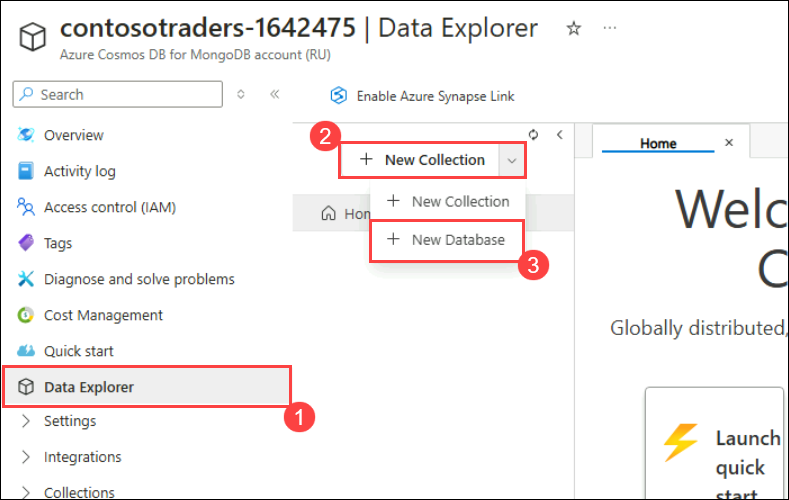 contosotraders-1642475 | Data Explorer
Azure Cosmos DB for MongoDB account (RU)
Search
Enable Azure Synapse Link
Overview
Activity log
Access control (IAM)
Tags
Diagnose and solve problems
Cost Management
Quick start
Data Explorer
1
Settings
Integrations
Collections
2
New Collection
New Collection
New Database
3
Hom
Home
Welc
C
Globally distributed,
Launch
quick
start